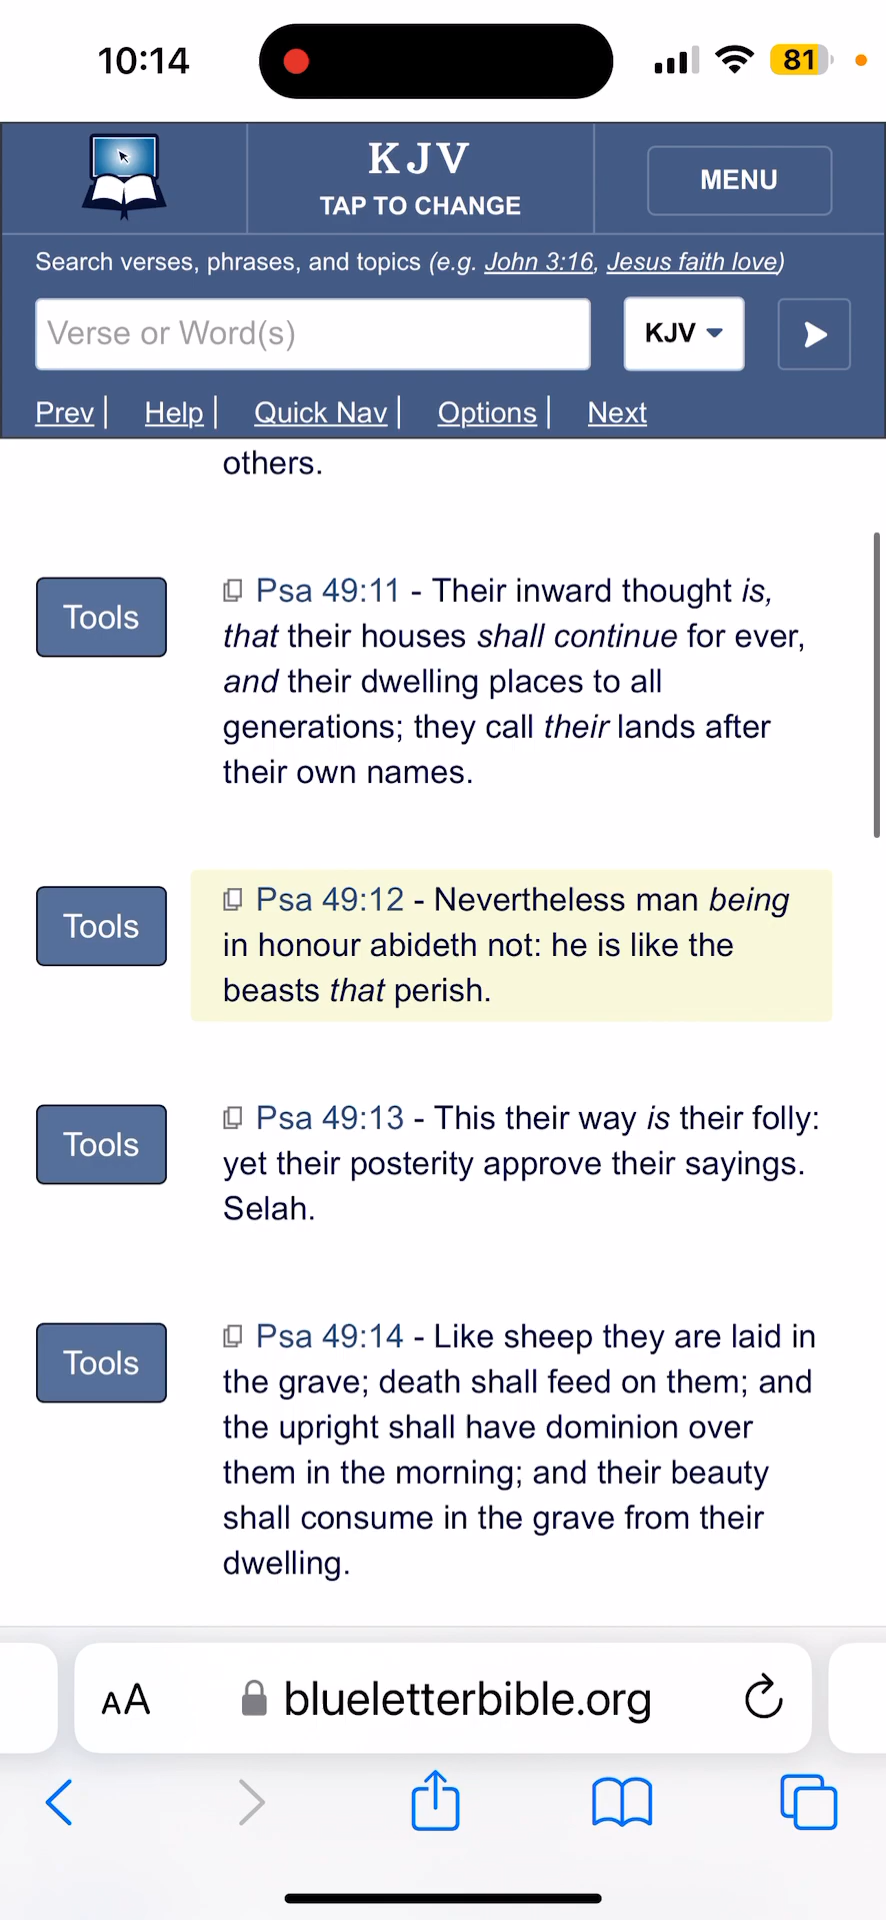 10:14
81
KJV
TAP TO CHANGE
MENU
Search verses, phrases, and topics (e.g. John 3:16, Jesus faith love)
Verse or Word(s)
KJV
Prev| Help| Quick Nav| Options| Next
others.
Tools
Psa 49:11 - Their inward thought is,
that their houses shall continue for ever,
and their dwelling places to all
generations; they call their lands after
their own names.
Tools
Psa 49:12 - Nevertheless man being
in honour abideth not: he is like the
beasts that perish.
Tools
Psa 49:13 - This their way is their folly:
yet their posterity approve their sayings.
Selah.
Tools
Psa 49:14 - Like sheep they are laid in
the grave; death shall feed on them; and
the upright shall have dominion over
them in the morning; and their beauty
shall consume in the grave from their
dwelling.
AA blueletterbible.org